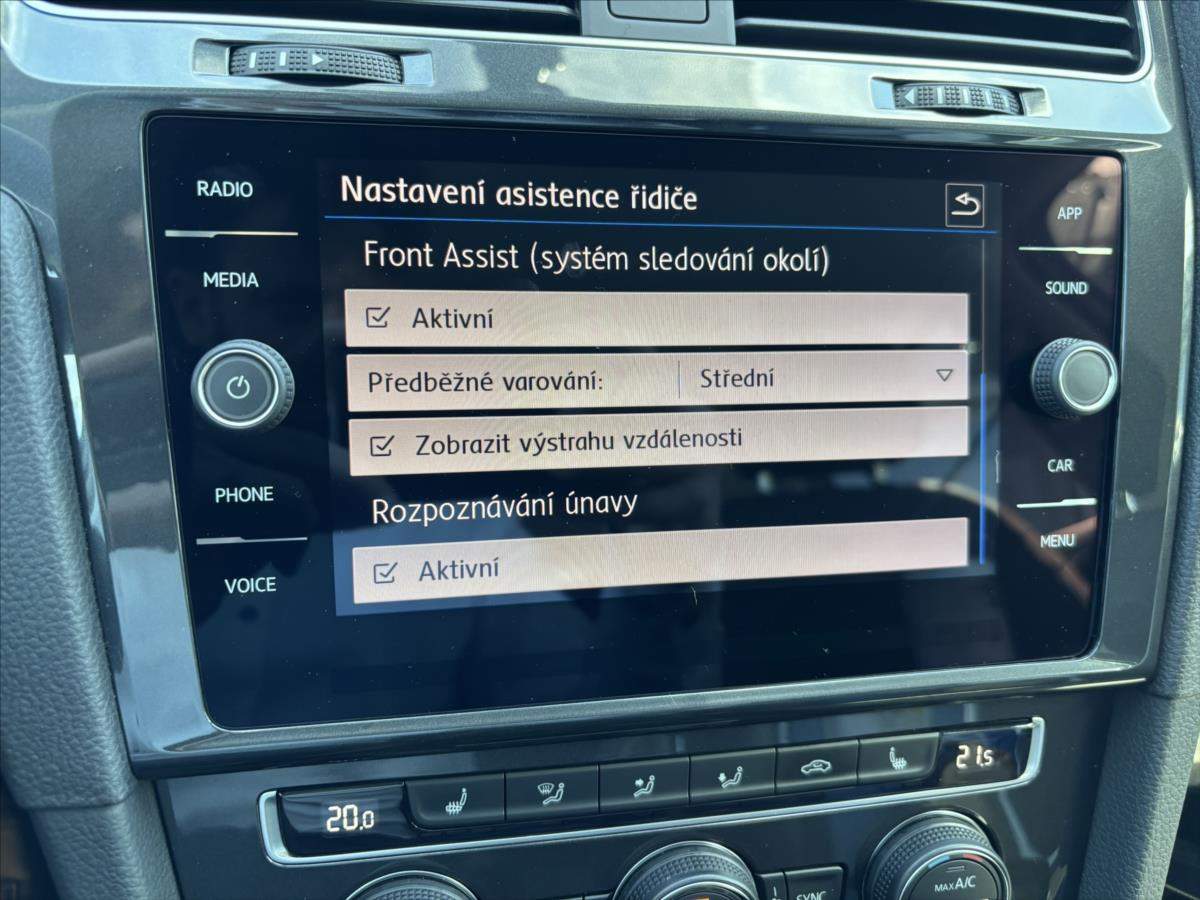 RADIO
MEDIA
PHONE
VOICE
Nastavení asistence řidiče
Front Assist (systém sledování okolí)
Aktivní
Předběžné varování: Střední
Zobrazit výstrahu vzdálenosti
Rozpoznávání únavy
Aktivní
APP
SOUND
CAR
MENU
20.0
21.5
SYNC
MAX A/C